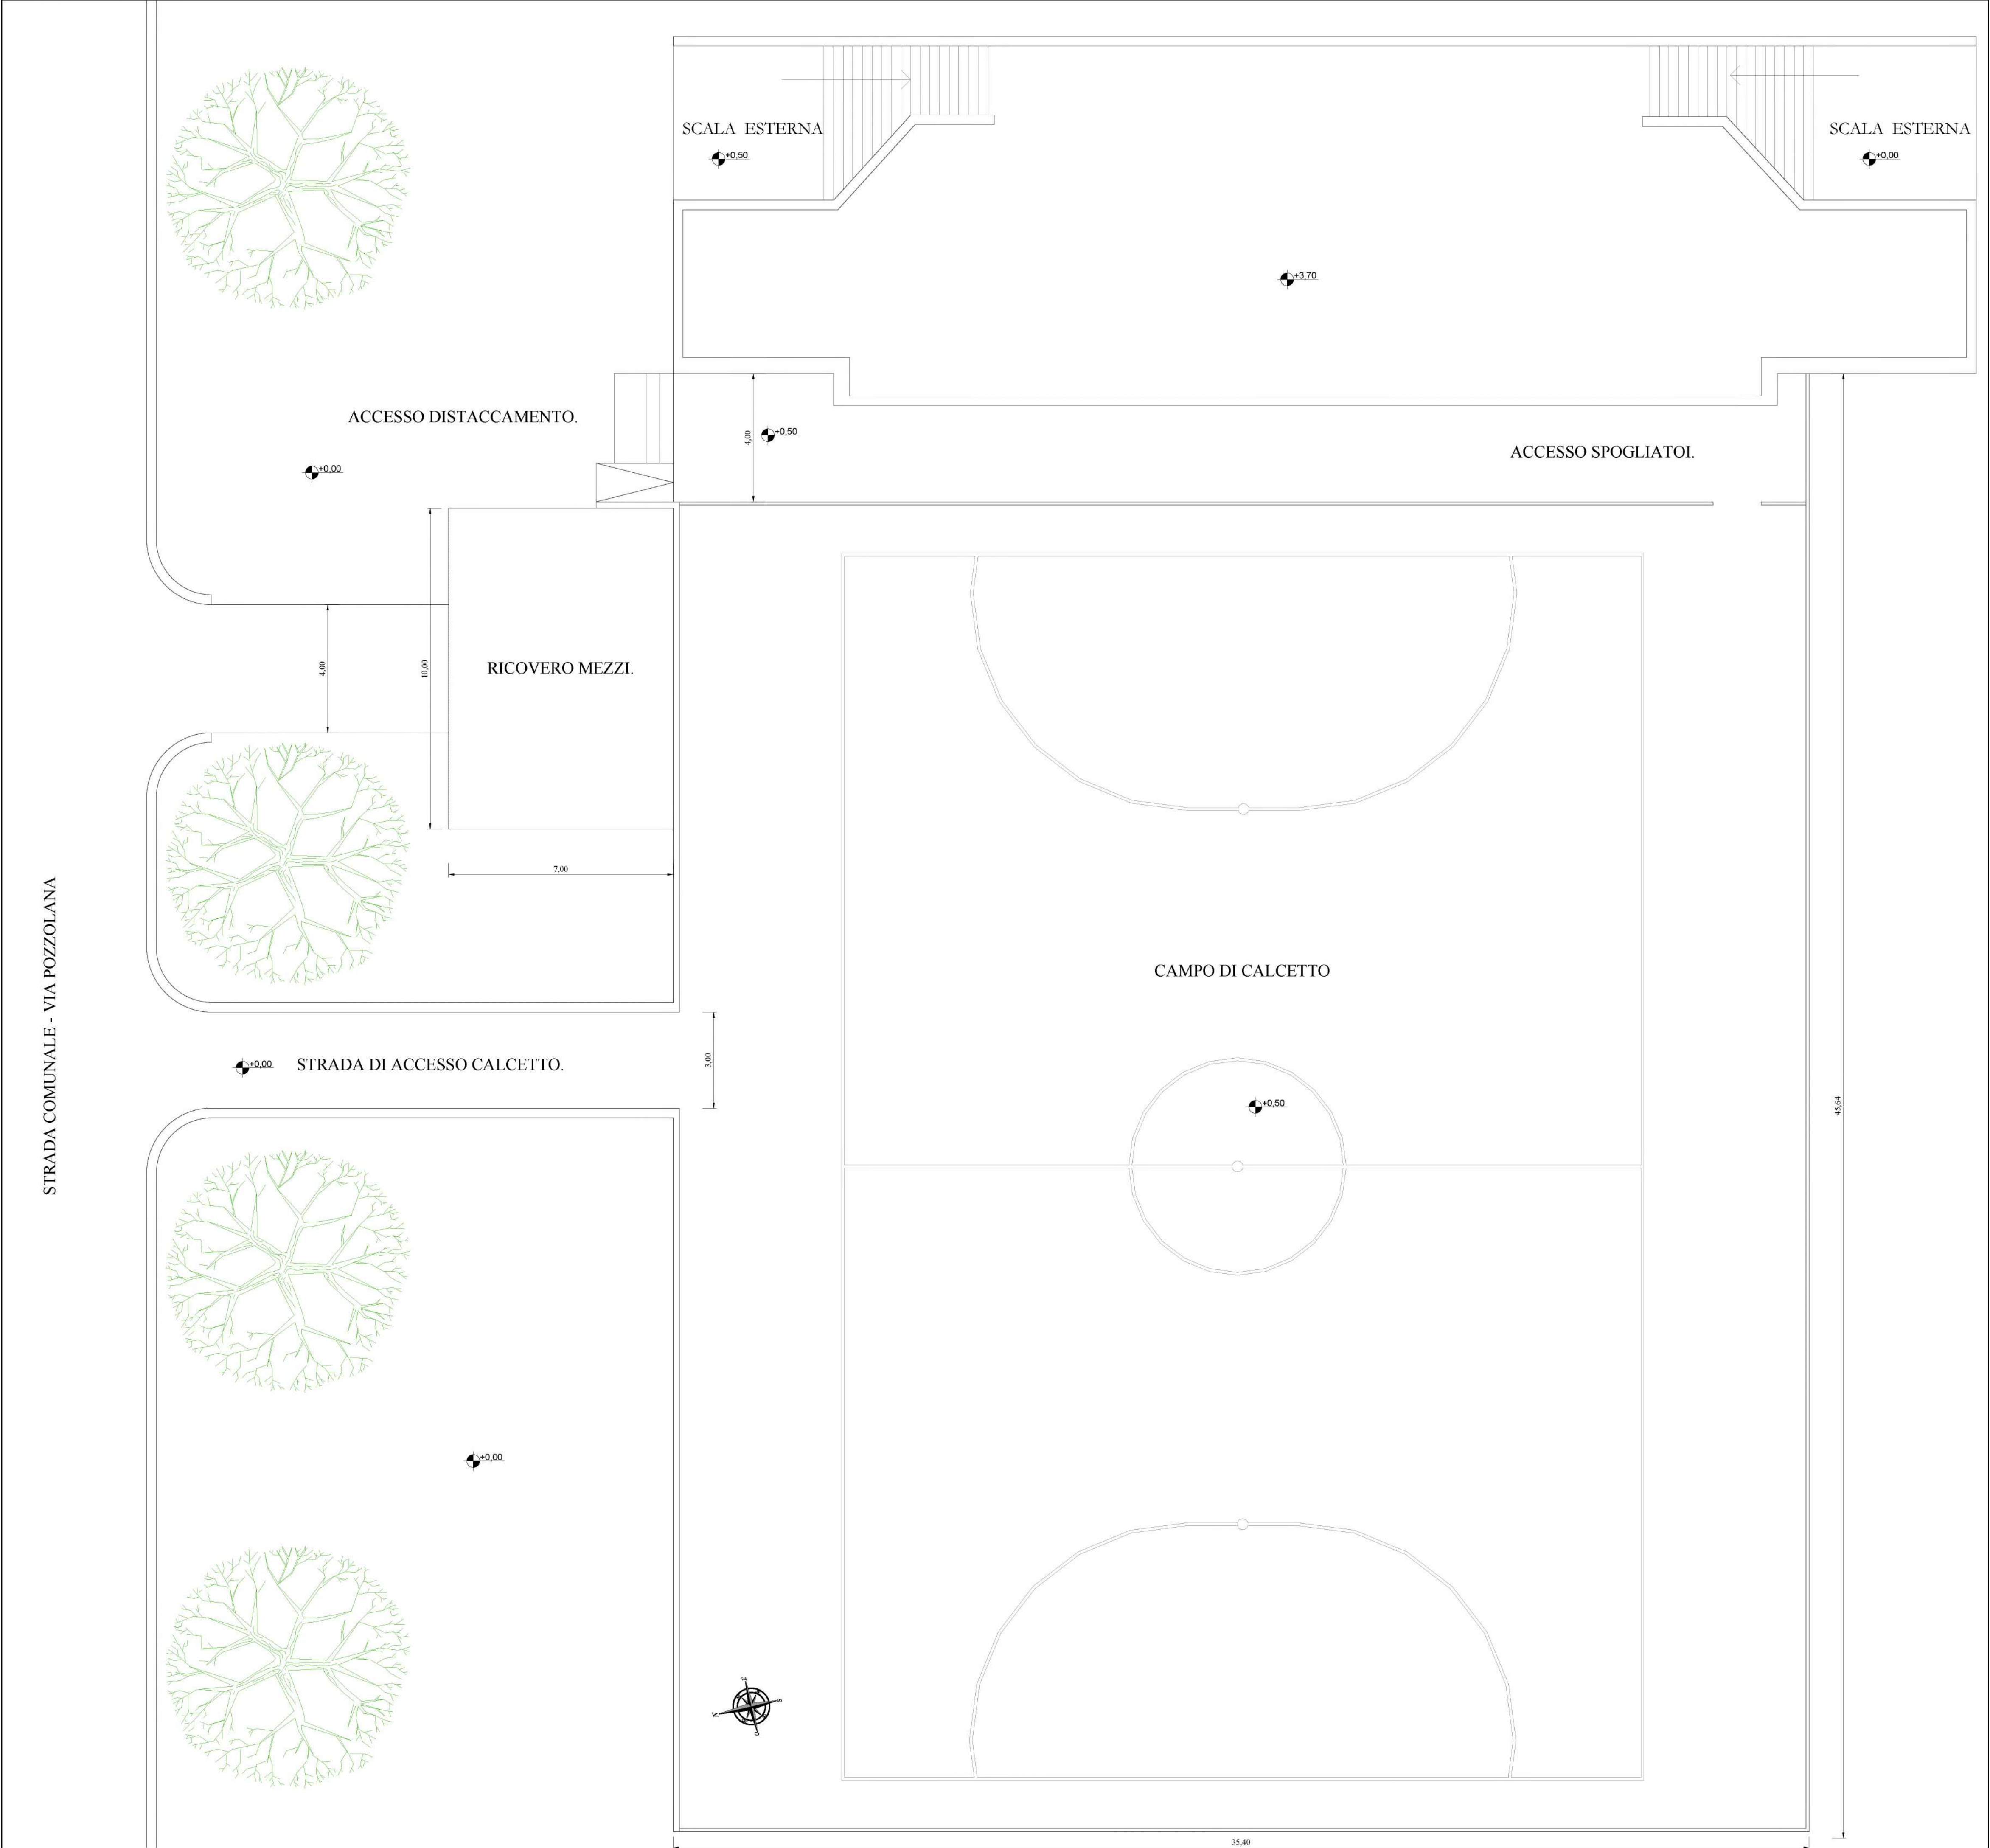 SCALA ESTERNA
+0,50
SCALA ESTERNA
+0,00
+3,70
ACCESSO DISTACCAMENTO.
+0,00
4,00
+0,50
ACCESSO SPOGLIATOI.
4,00
10,00
RICOVERO MEZZI.
7,00
STRADA COMUNALE - VIA POZZOLANA
CAMPO DI CALCETTO
+0,00
STRADA DI ACCESSO CALCETTO.
3,00
+0,50
45,64
+0,00
N
S
O
35,40